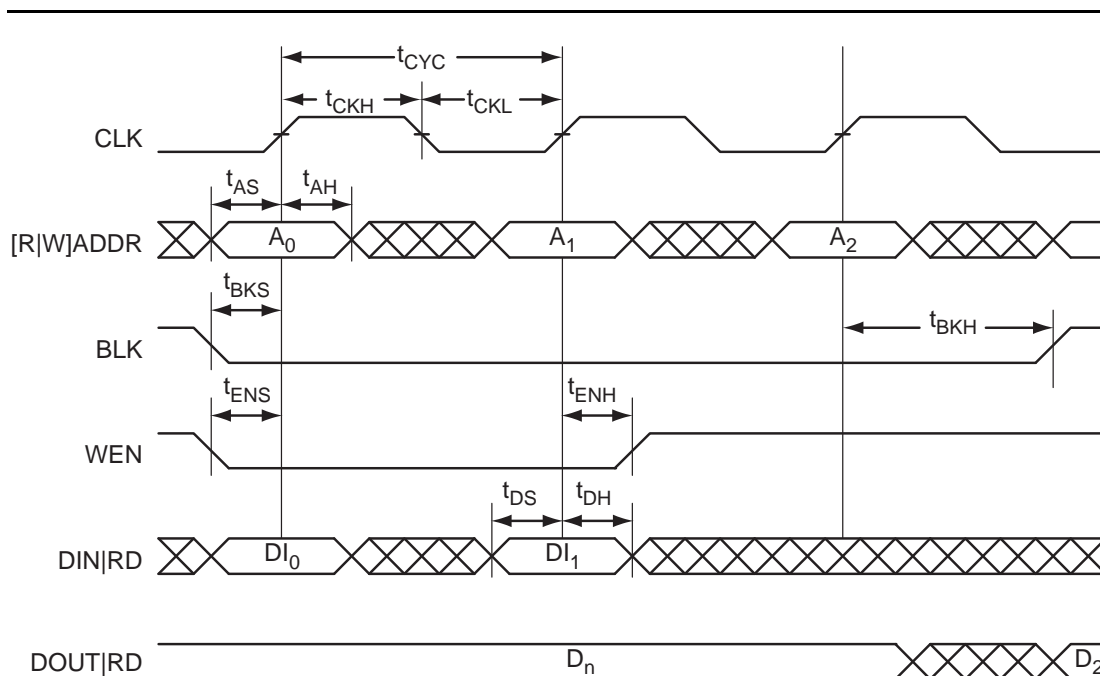 tCYC
tCKH tCKL
CLK
tAS tAH
[R|W]ADDR A0 A1 A2
tBKS
tBKH
BLK
tENS tENH
WEN
tDS tDH
DIN|RD DI0 DI1
DOUT|RD Dn D2